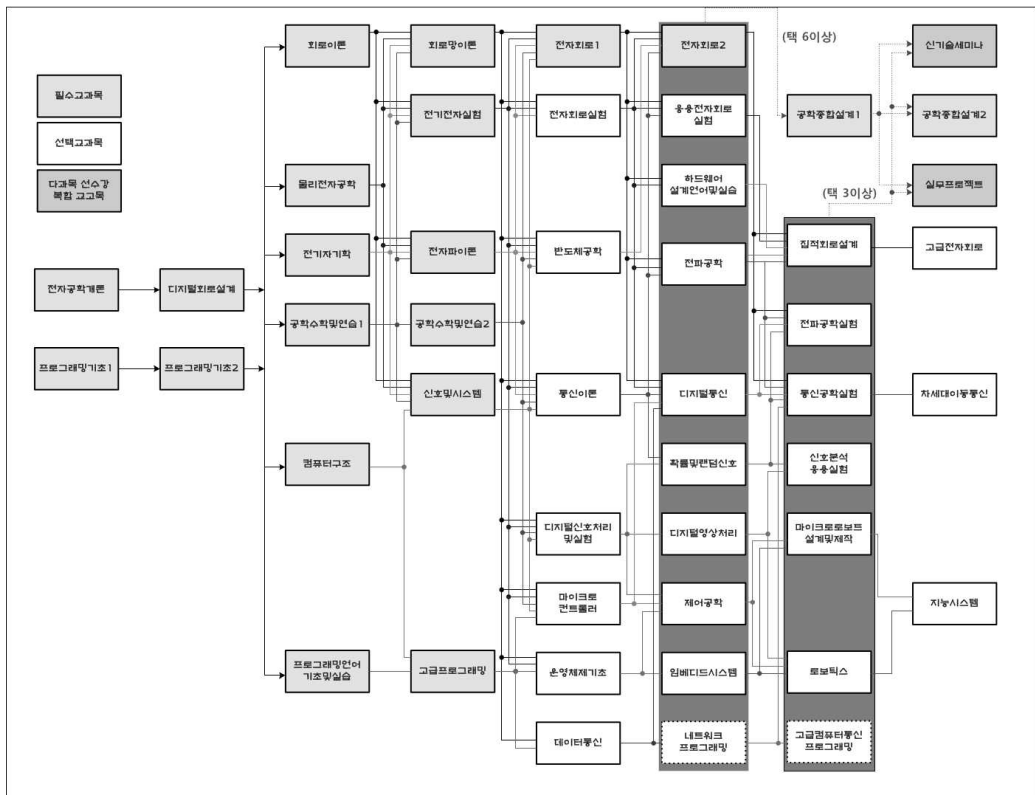 필수교과목
선택교과목
다과목 선수강
복합 교고목
전자공학개론
프로그래밍기초1
디지털회로설계
프로그래밍기초2
회로이론
물리전자공학
전기자기학
공학수학및연습1
컴퓨터구조
프로그래밍언어
기초및실습
회로망이론
전기전자실험
전자파이론
공학수학및연습2
신호및시스템
고급프로그래밍
전자회로1
전자회로실험
반도체공학
통신이론
디지털신호처리
및실험
마이크로
컨트롤러
운영체제기초
데이터통신
전자회로2
응용전자회로
실험
하드웨어
설계언어및실습
전파공학
디지털통신
확률및랜덤신호
디지털영상처리
제어공학
임베디드시스템
네트워크
프로그래밍
(택 6이상)
공학종합설계1
(택 3이상)
집적회로설계
전파공학실험
통신공학실험
신호분석
응용실험
마이크로로보트
설계및제작
로보틱스
고급컴퓨터통신
프로그래밍
신기술세미나
공학종합설계2
실무프로젝트
고급전자회로
차세대이동통신
지능시스템